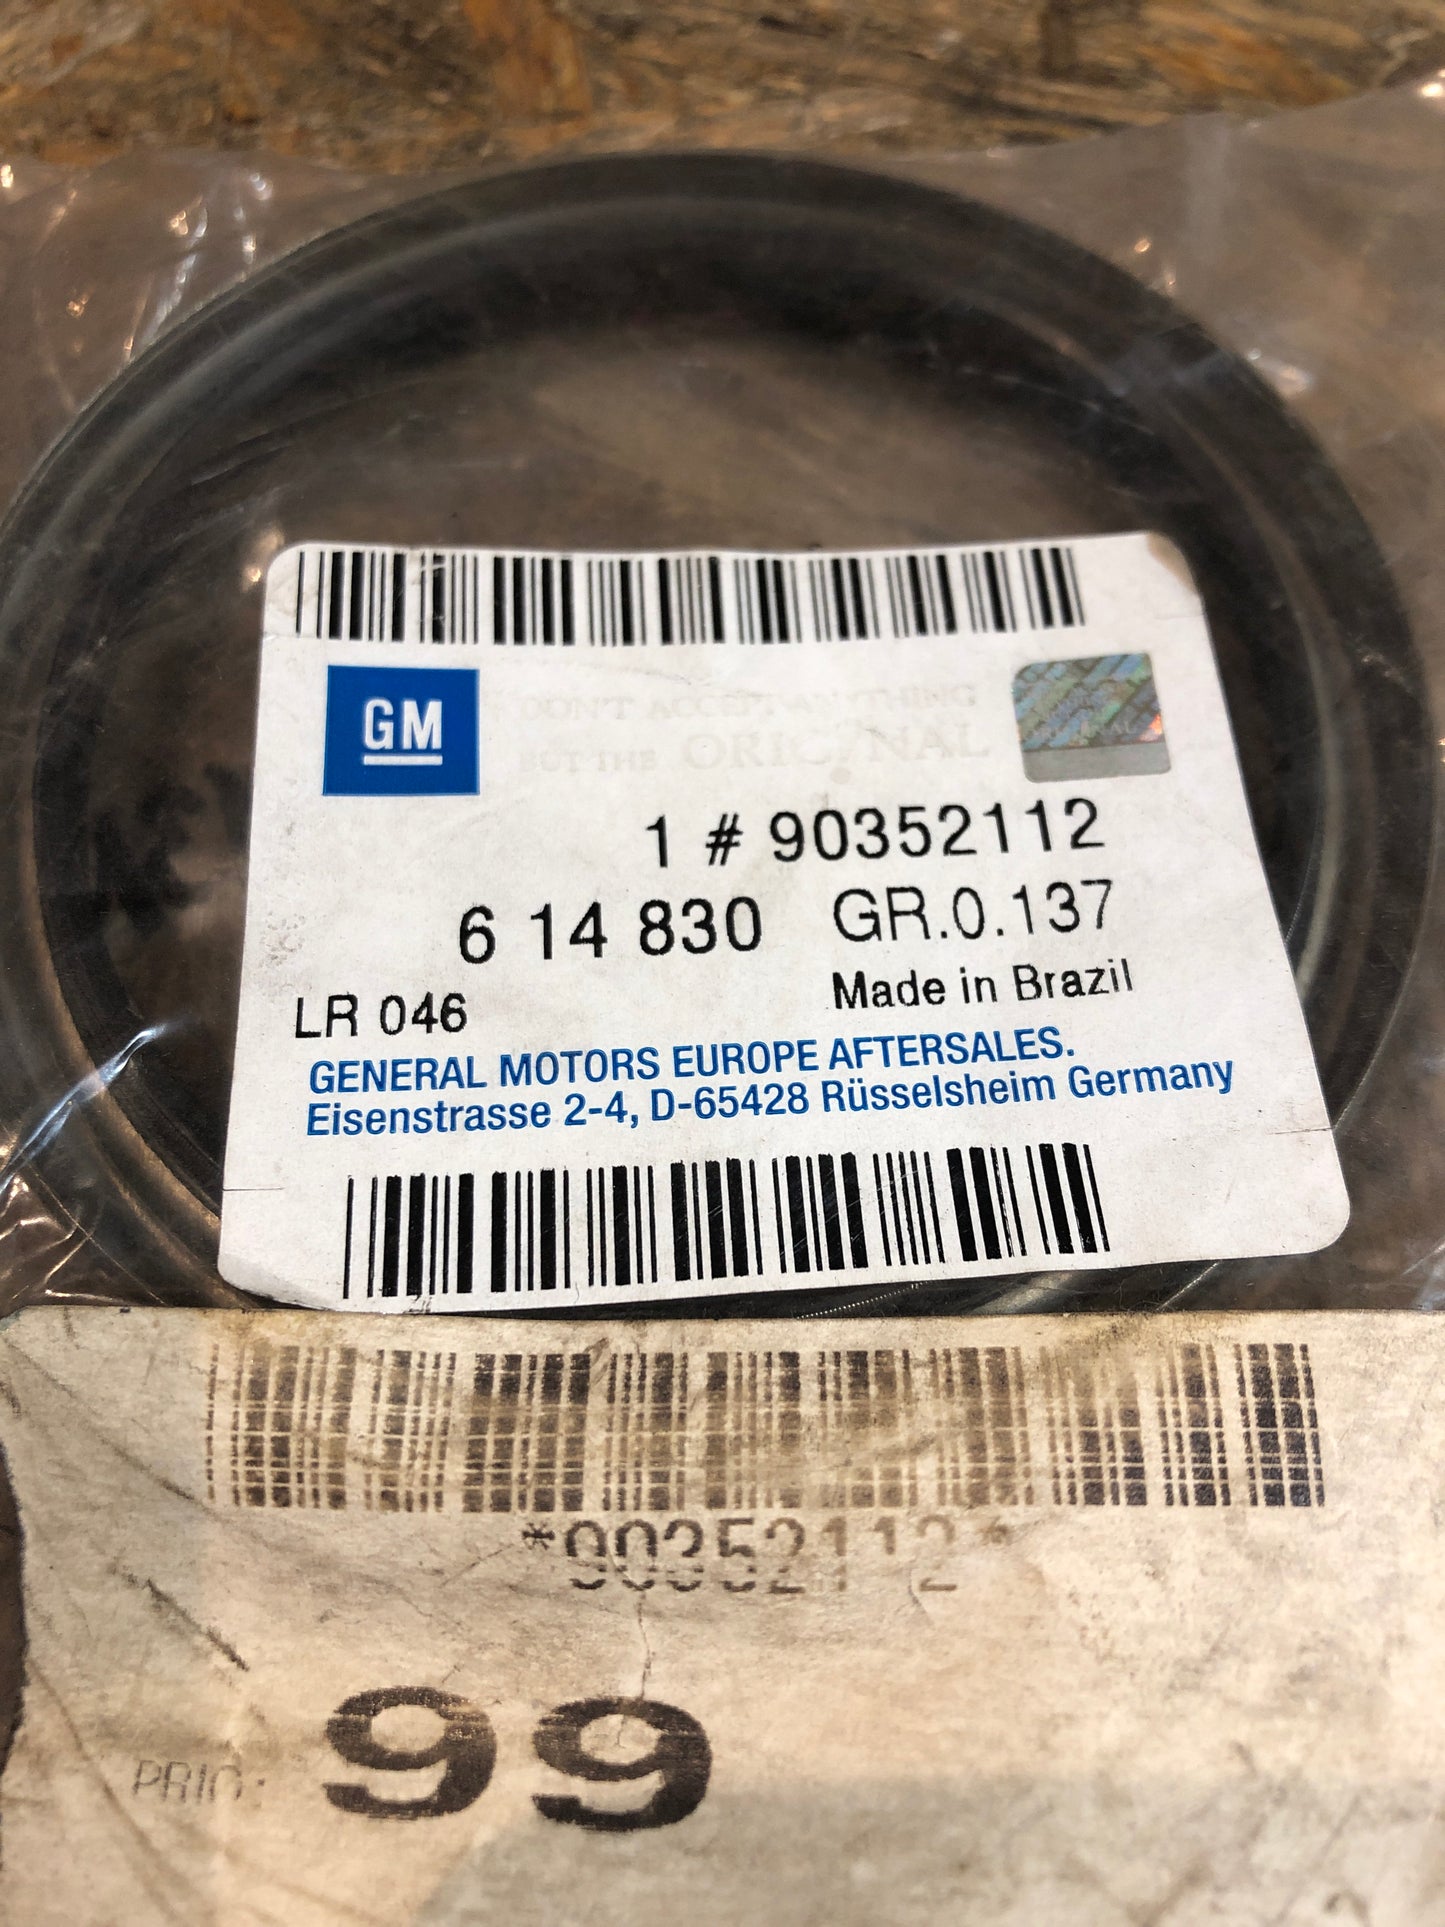 GM
DON'T ACCEPT ANYTHING
BUT THE ORIGINAL
1 # 90352112
6 14 830 GR.0.137
Made in Brazil
LR 046
GENERAL MOTORS EUROPE AFTERSALES.
Eisenstrasse 2-4, D-65428 Rüsselsheim Germany
*90352112*
PRIO: 99